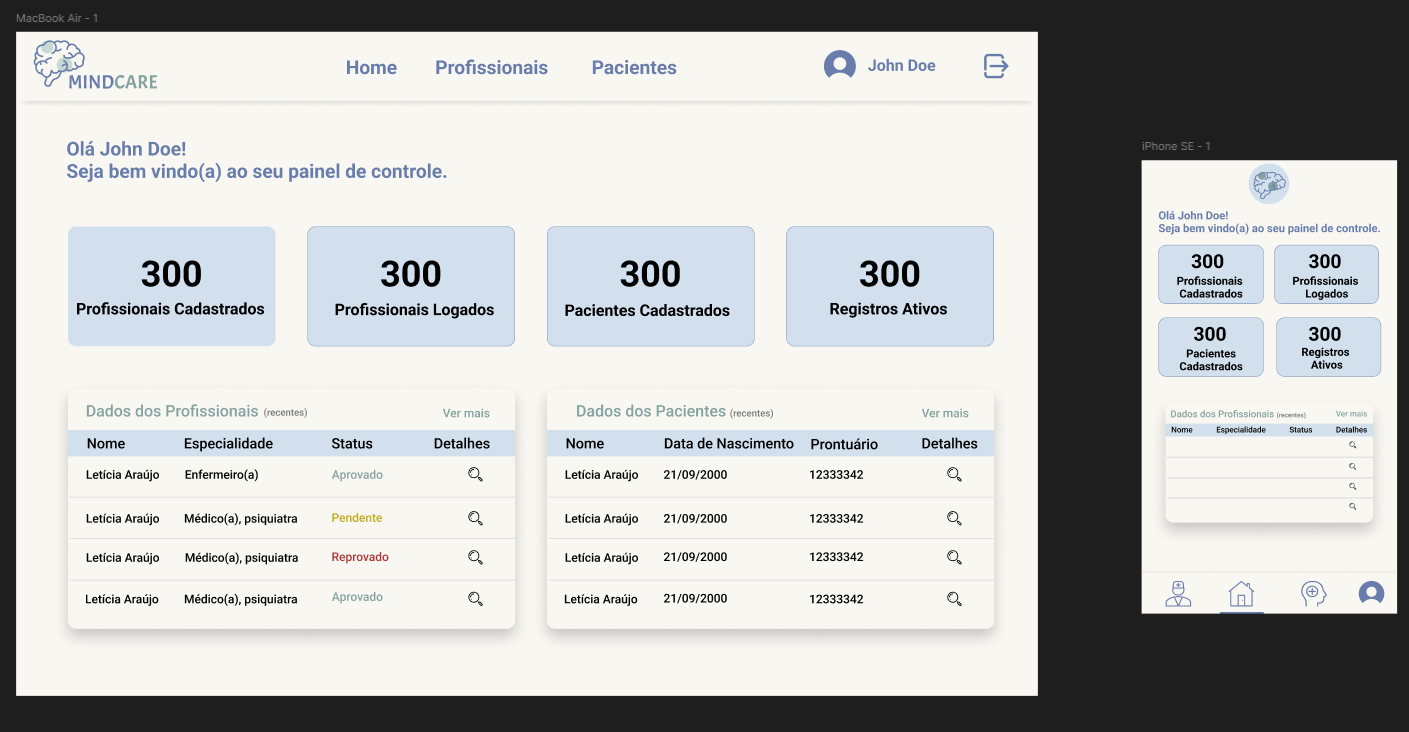 MacBook Air - 1
MINDCARE
Home Profissionais Pacientes
John Doe
Olá John Doe!
Seja bem vindo(a) ao seu painel de controle.
300
Profissionais Cadastrados
300
Profissionais Logados
300
Pacientes Cadastrados
300
Registros Ativos
Dados dos Profissionais (recentes) Ver mais
Nome Especialidade Status Detalhes
Letícia Araújo Enfermeiro(a) Aprovado
Letícia Araújo Médico(a), psiquiatra Pendente
Letícia Araújo Médico(a), psiquiatra Reprovado
Letícia Araújo Médico(a), psiquiatra Aprovado
Dados dos Pacientes (recentes) Ver mais
Nome Data de Nascimento Prontuário Detalhes
Letícia Araújo 21/09/2000 12333342
Letícia Araújo 21/09/2000 12333342
Letícia Araújo 21/09/2000 12333342
Letícia Araújo 21/09/2000 12333342
iPhone SE - 1
Olá John Doe!
Seja bem vindo(a) ao seu painel de controle.
300
Profissionais
Cadastrados
300
Profissionais
Logados
300
Pacientes
Cadastrados
300
Registros
Ativos
Dados dos Profissionais (recentes) Ver mais
Nome Especialidade Status Detalhes